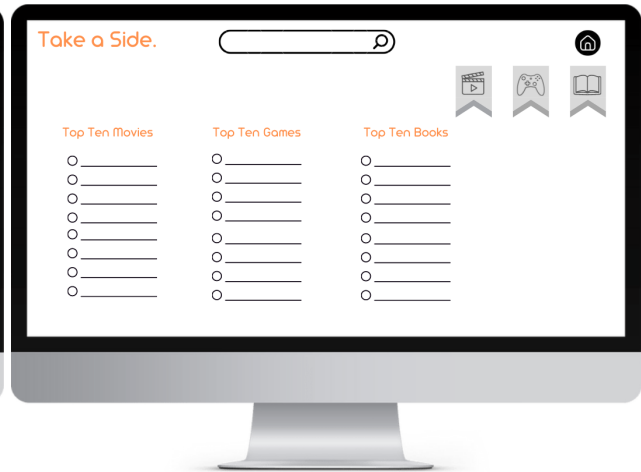 Take a Side.
Top Ten Movies
Top Ten Games
Top Ten Books